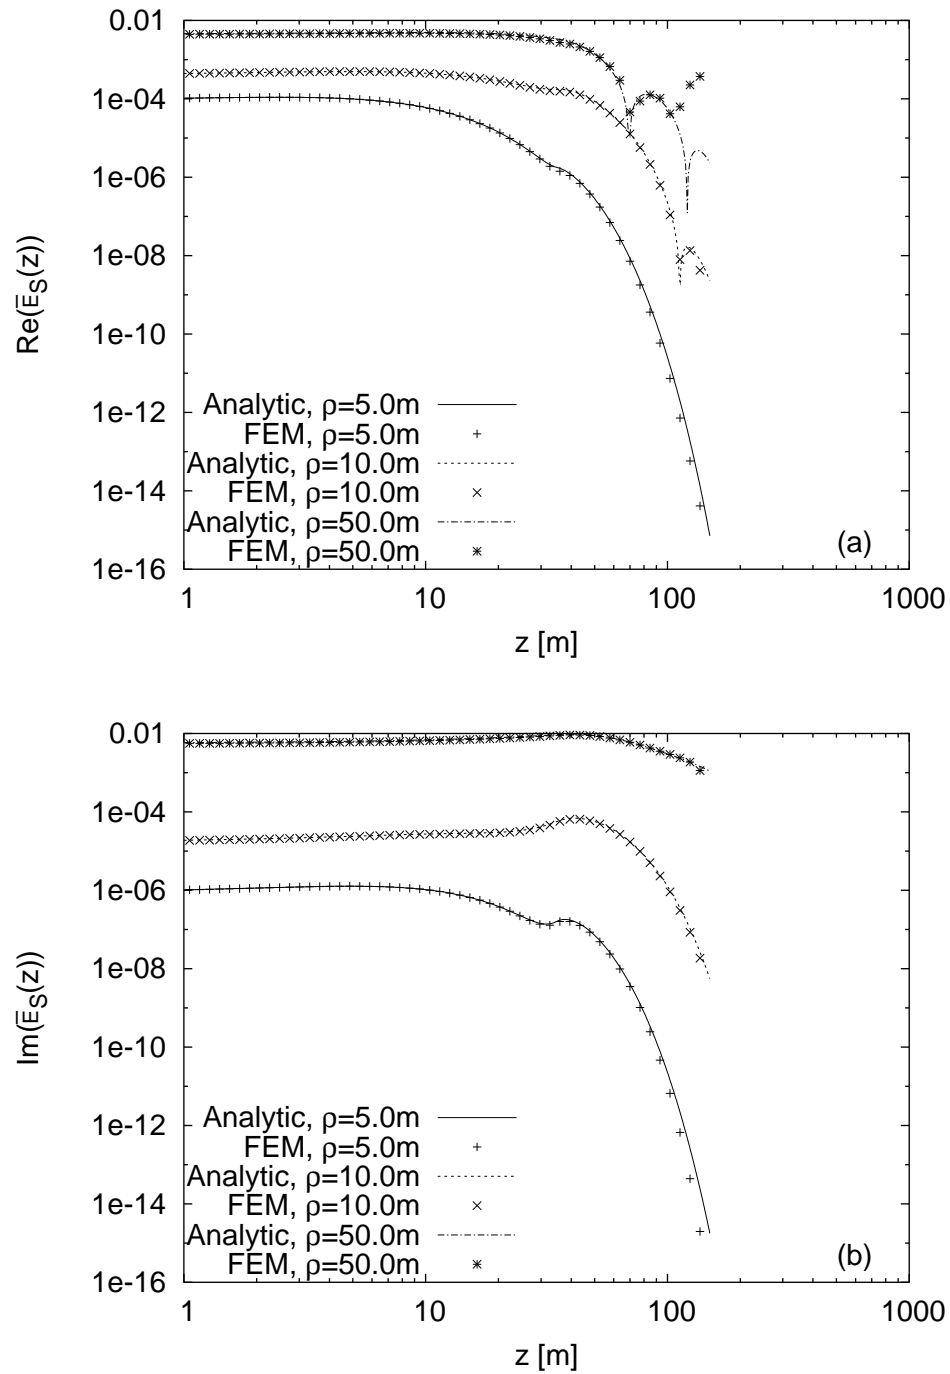 0.01
1e-04
1e-06
1e-08
1e-10
1e-12
1e-14
1e-16
Re(E̅S(z))
Analytic, ρ=5.0m
FEM, ρ=5.0m
Analytic, ρ=10.0m
FEM, ρ=10.0m
Analytic, ρ=50.0m
FEM, ρ=50.0m
(a)
1 10 100 1000
z [m]
0.01
1e-04
1e-06
1e-08
1e-10
1e-12
1e-14
1e-16
Im(E̅S(z))
Analytic, ρ=5.0m
FEM, ρ=5.0m
Analytic, ρ=10.0m
FEM, ρ=10.0m
Analytic, ρ=50.0m
FEM, ρ=50.0m
(b)
1 10 100 1000
z [m]